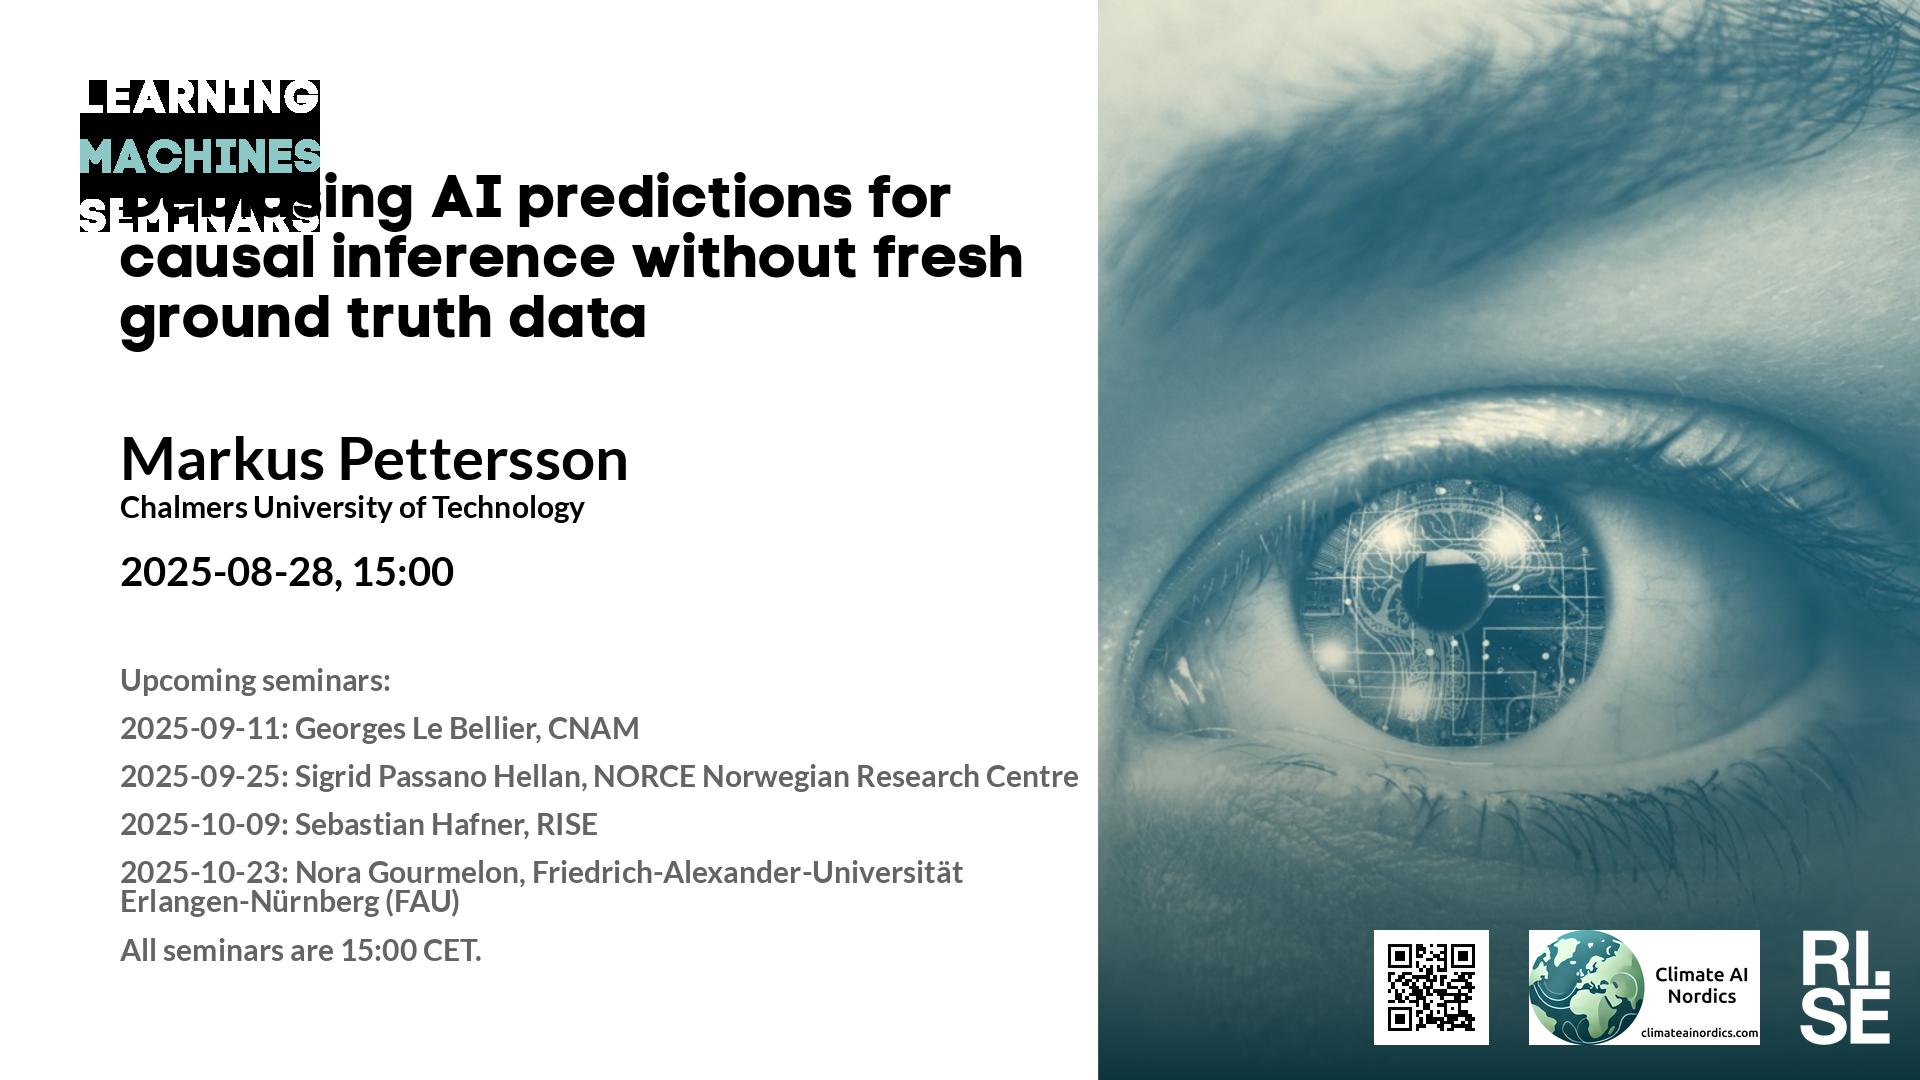 LEARNING
MACHINES
SEMINARS
Debiasing AI predictions for
causal inference without fresh
ground truth data
Markus Pettersson
Chalmers University of Technology
2025-08-28, 15:00
Upcoming seminars:
2025-09-11: Georges Le Bellier, CNAM
2025-09-25: Sigrid Passano Hellan, NORCE Norwegian Research Centre
2025-10-09: Sebastian Hafner, RISE
2025-10-23: Nora Gourmelon, Friedrich-Alexander-Universität
Erlangen-Nürnberg (FAU)
All seminars are 15:00 CET.
Climate AI
Nordics
climateainordics.com
RI.
SE